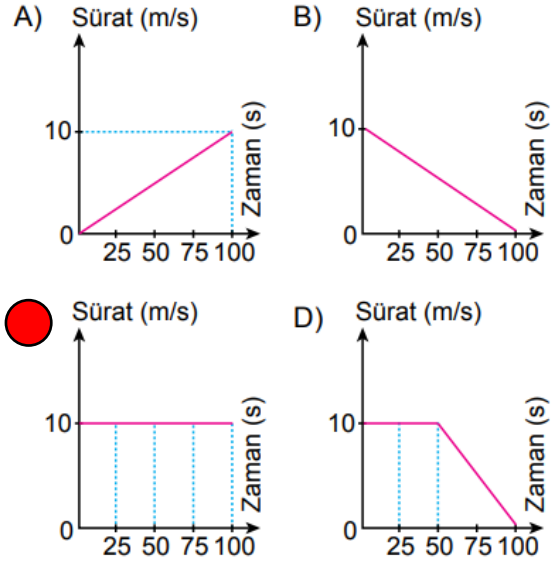 A) Sürat (m/s)
10
0
25 50 75 100
Zaman (s)
B) Sürat (m/s)
10
0
25 50 75 100
Zaman (s)
Sürat (m/s)
10
0
25 50 75 100
Zaman (s)
D) Sürat (m/s)
10
0
25 50 75 100
Zaman (s)